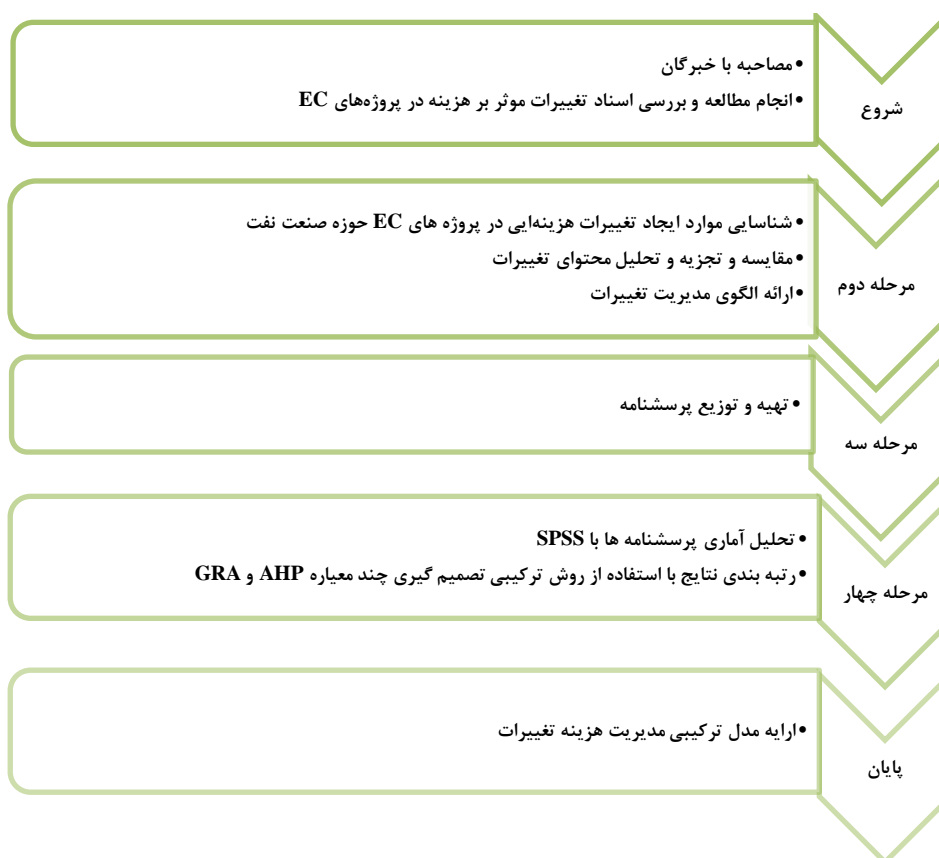 شروع
•مصاحبه با خبرگان
•انجام مطالعه و بررسی اسناد تغییرات موثر بر هزینه در پروژه‌های EC
مرحله دوم
•شناسایی موارد ایجاد تغییرات هزینه‌ایی در پروژه های EC حوزه صنعت نفت
•مقایسه و تجزیه و تحلیل محتوای تغییرات
•ارائه الگوی مدیریت تغییرات
مرحله سه
•تهیه و توزیع پرسشنامه
مرحله چهار
•تحلیل آماری پرسشنامه ها با SPSS
•رتبه بندی نتایج با استفاده از روش ترکیبی تصمیم گیری چند معیاره AHP و GRA
پایان
•ارایه مدل ترکیبی مدیریت هزینه تغییرات